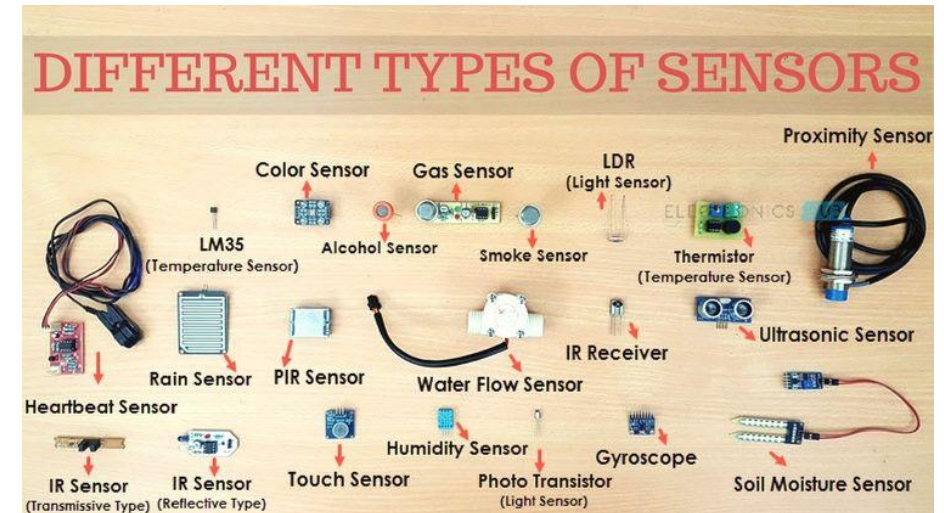 DIFFERENT TYPES OF SENSORS
Proximity Sensor
Color Sensor
Gas Sensor
LDR
(Light Sensor)
ELECTRONICS HUB
LM35
(Temperature Sensor)
Alcohol Sensor
Smoke Sensor
Thermistor
(Temperature Sensor)
Heartbeat Sensor
Rain Sensor
PIR Sensor
Water Flow Sensor
IR Receiver
Ultrasonic Sensor
IR Sensor
(Transmissive Type)
IR Sensor
(Reflective Type)
Touch Sensor
Humidity Sensor
Photo Transistor
(Light Sensor)
Gyroscope
Soil Moisture Sensor